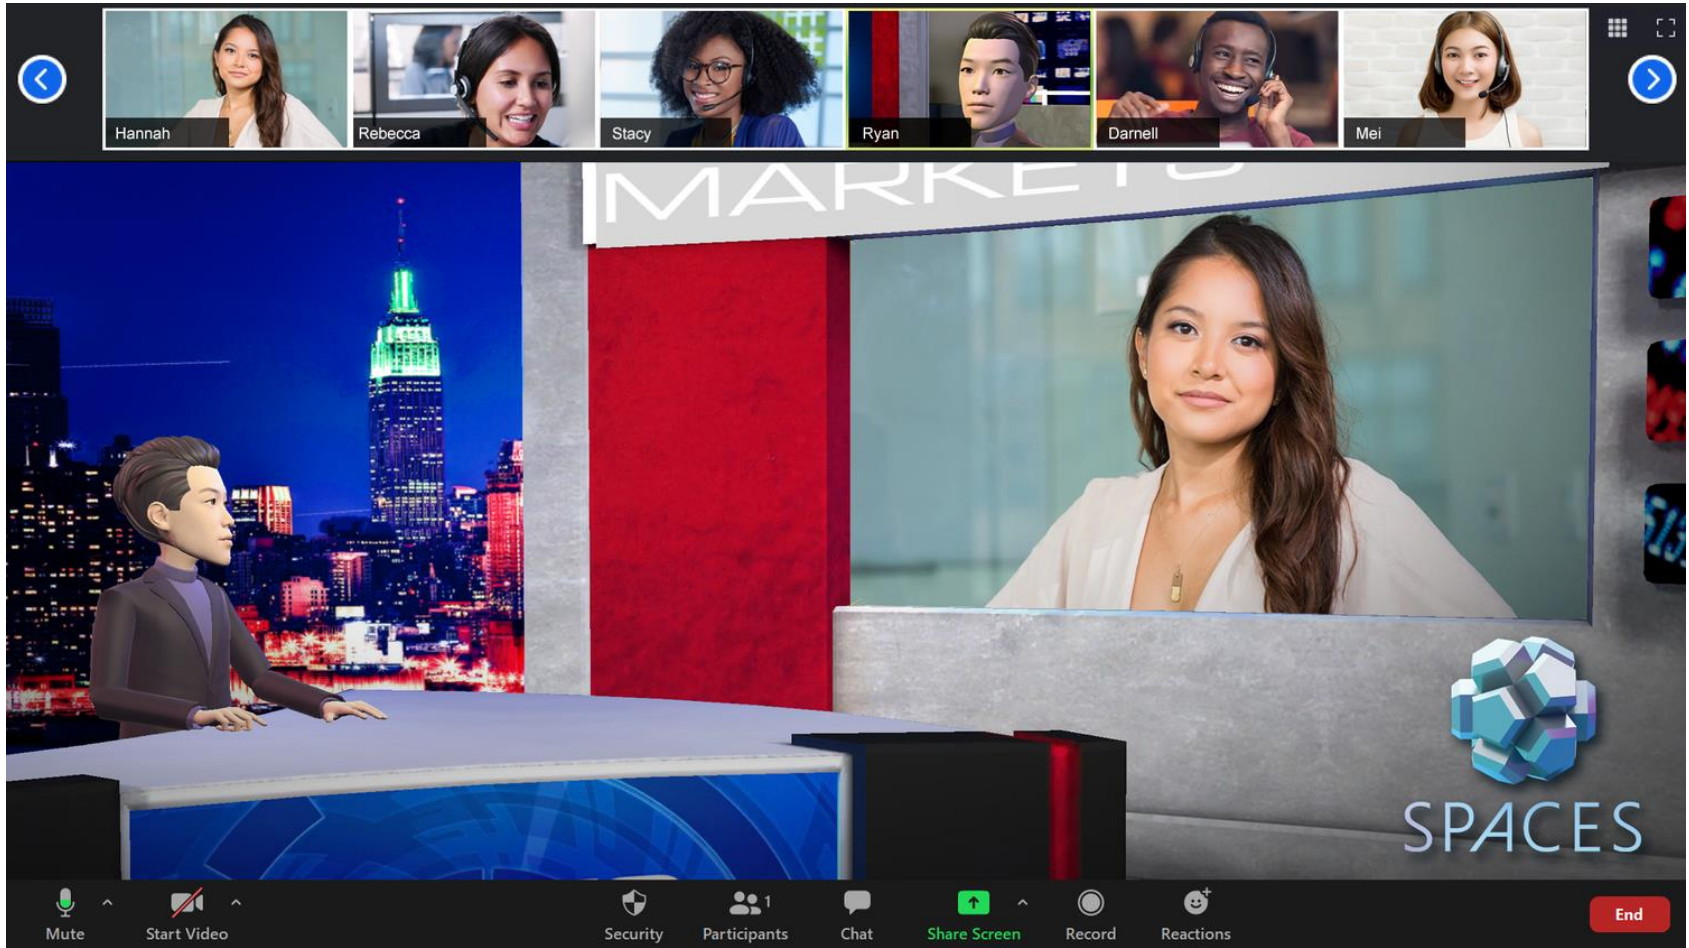 Hannah
Rebecca
Stacy
Ryan
Darnell
Mei
MARKETS
SPACES
1
Mute
Start Video
Security
Participants
Chat
Share Screen
Record
Reactions
End